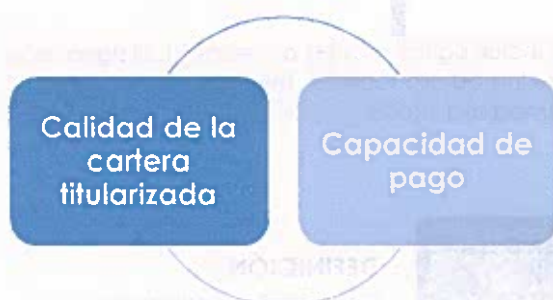 Calidad de la
cartera
titularizada
Capacidad de
pago